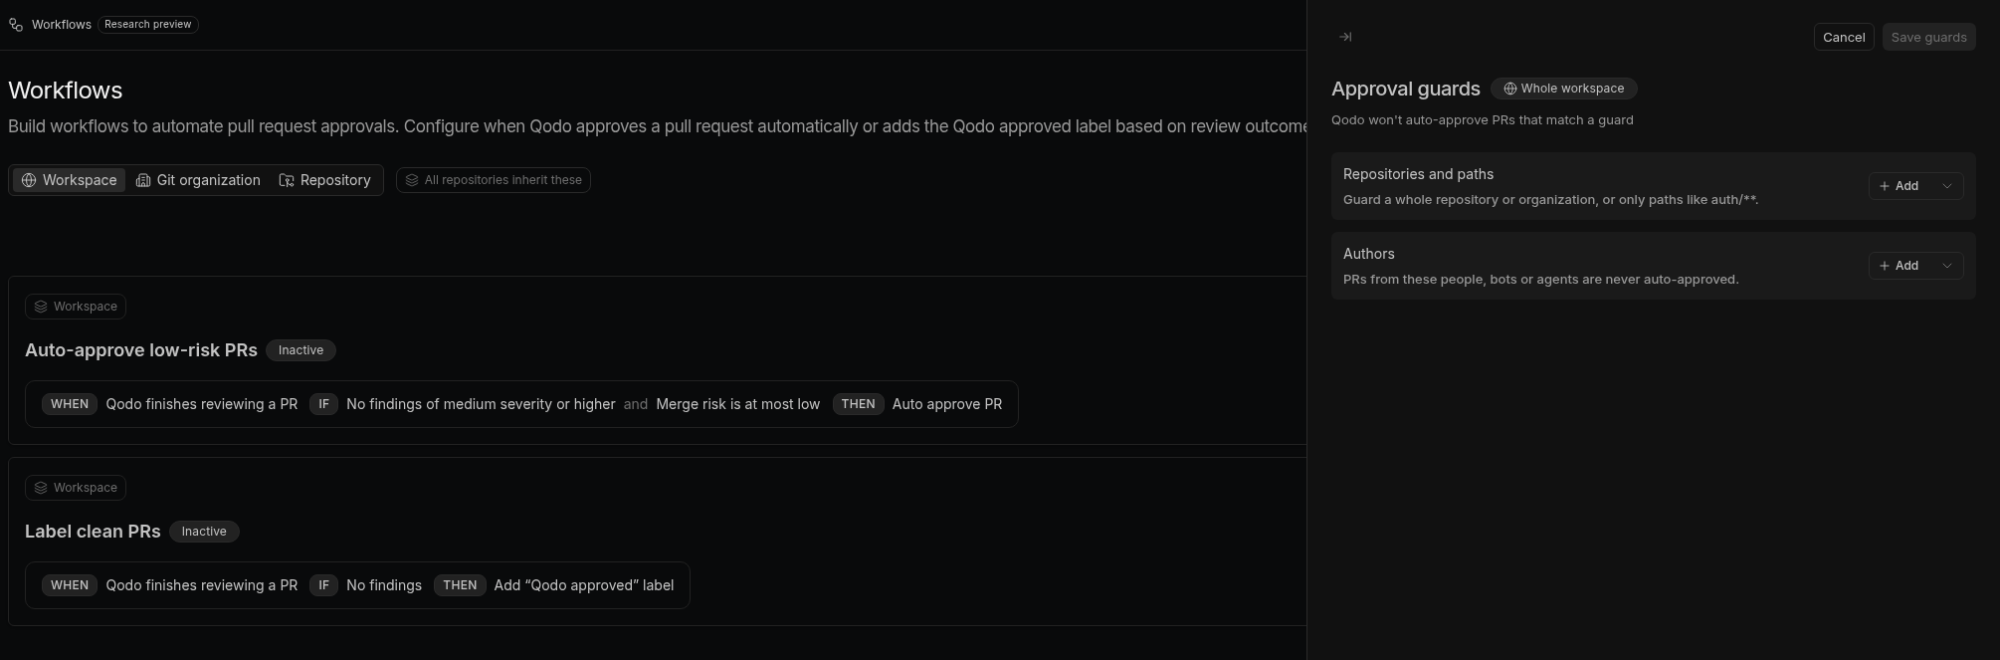 Workflows Research preview
Workflows
Build workflows to automate pull request approvals. Configure when Qodo approves a pull request automatically or adds the Qodo approved label based on review outcome
Workspace Git organization Repository All repositories inherit these
Workspace
Auto-approve low-risk PRs Inactive
WHEN Qodo finishes reviewing a PR IF No findings of medium severity or higher and Merge risk is at most low THEN Auto approve PR
Workspace
Label clean PRs Inactive
WHEN Qodo finishes reviewing a PR IF No findings THEN Add “Qodo approved” label
Cancel Save guards
Approval guards Whole workspace
Qodo won't auto-approve PRs that match a guard
Repositories and paths
Guard a whole repository or organization, or only paths like auth/**.
+ Add
Authors
PRs from these people, bots or agents are never auto-approved.
+ Add